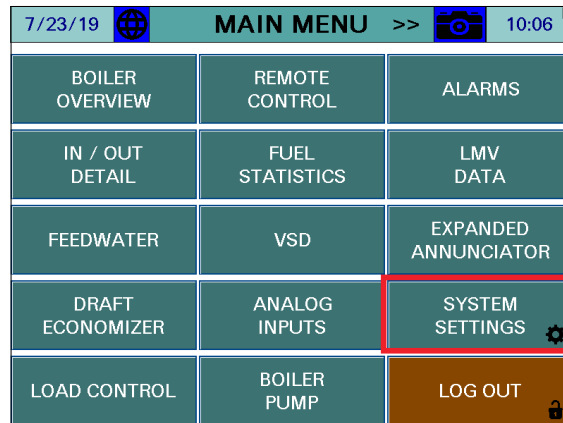 7/23/19 MAIN MENU >> 10:06
BOILER
OVERVIEW
REMOTE
CONTROL
ALARMS
IN / OUT
DETAIL
FUEL
STATISTICS
LMV
DATA
FEEDWATER
VSD
EXPANDED
ANNUNCIATOR
DRAFT
ECONOMIZER
ANALOG
INPUTS
SYSTEM
SETTINGS
LOAD CONTROL
BOILER
PUMP
LOG OUT